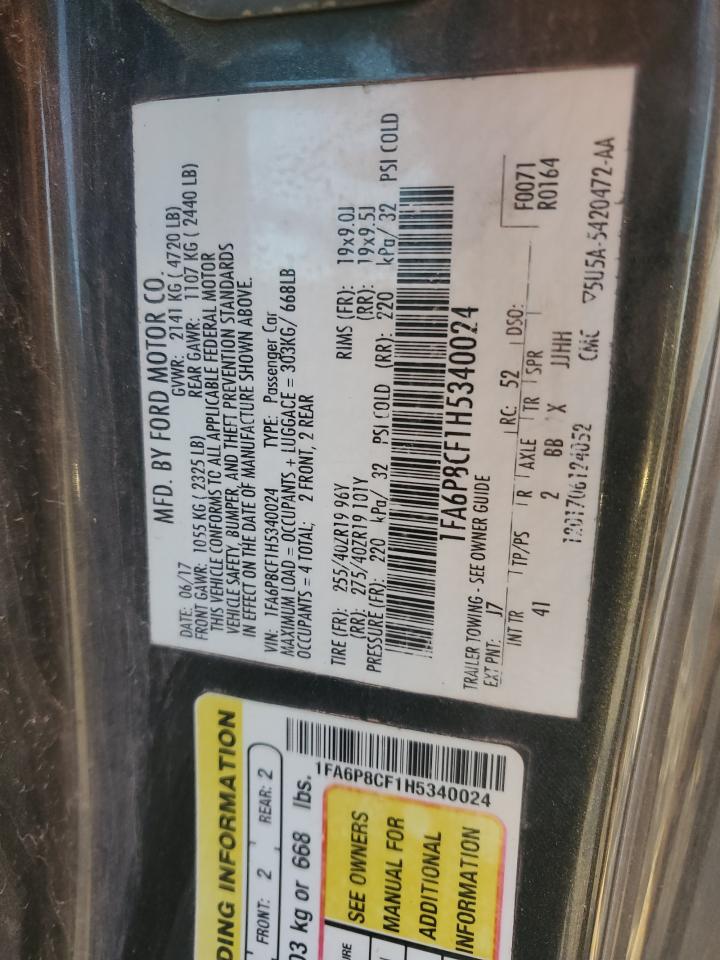 MFD. BY FORD MOTOR CO.
DATE: 06/17 GVWR: 2141 KG ( 4720 LB)
FRONT GAWR: 1055 KG ( 2325 LB) REAR GAWR: 1107 KG ( 2440 LB)
THIS VEHICLE CONFORMS TO ALL APPLICABLE FEDERAL MOTOR
VEHICLE SAFETY, BUMPER, AND THEFT PREVENTION STANDARDS
IN EFFECT ON THE DATE OF MANUFACTURE SHOWN ABOVE.
VIN: 1FA6P8CF1H5340024 TYPE: Passenger Car
MAXIMUM LOAD = OCCUPANTS + LUGGAGE = 303KG/ 668LB
OCCUPANTS = 4 TOTAL; 2 FRONT, 2 REAR
TIRE (FR): 255/40ZR19 96Y RIMS (FR): 19x9.0J
(RR): 275/40ZR19 101Y (RR): 19x9.5J
PRESSURE (FR): 220 kPa/ 32 PSI COLD (RR): 220 kPa/ 32 PSI COLD
1FA6P8CF1H5340024
TRAILER TOWING - SEE OWNER GUIDE
EXT PNT: J7 RC: 52 DSO: F0071
R0164
INT TR TP/PS R AXLE TR SPR
41 2 BB X JJHH
CMC ▽5U5A-5420472-AA
DING INFORMATION
FRONT: 2 REAR: 2
03 kg or 668 lbs.
1FA6P8CF1H5340024
SEE OWNERS
MANUAL FOR
ADDITIONAL
INFORMATION